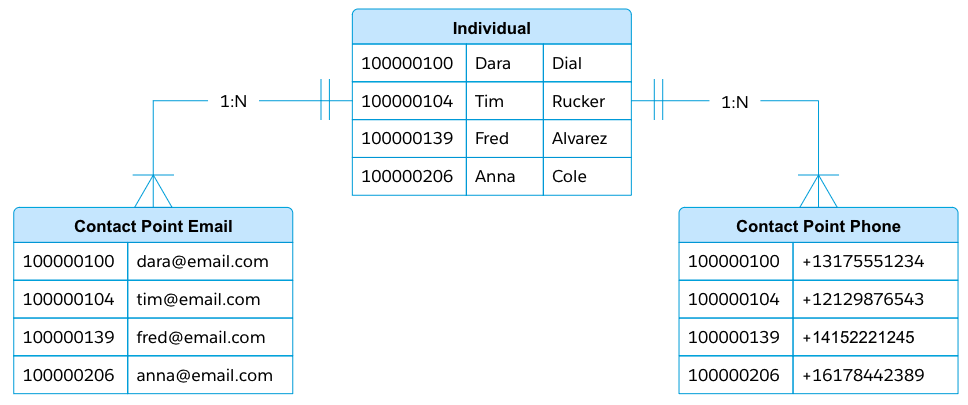 Individual
100000100 Dara Dial
100000104 Tim Rucker
100000139 Fred Alvarez
100000206 Anna Cole
1:N
1:N
Contact Point Email
100000100 dara@email.com
100000104 tim@email.com
100000139 fred@email.com
100000206 anna@email.com
Contact Point Phone
100000100 +13175551234
100000104 +12129876543
100000139 +14152221245
100000206 +16178442389